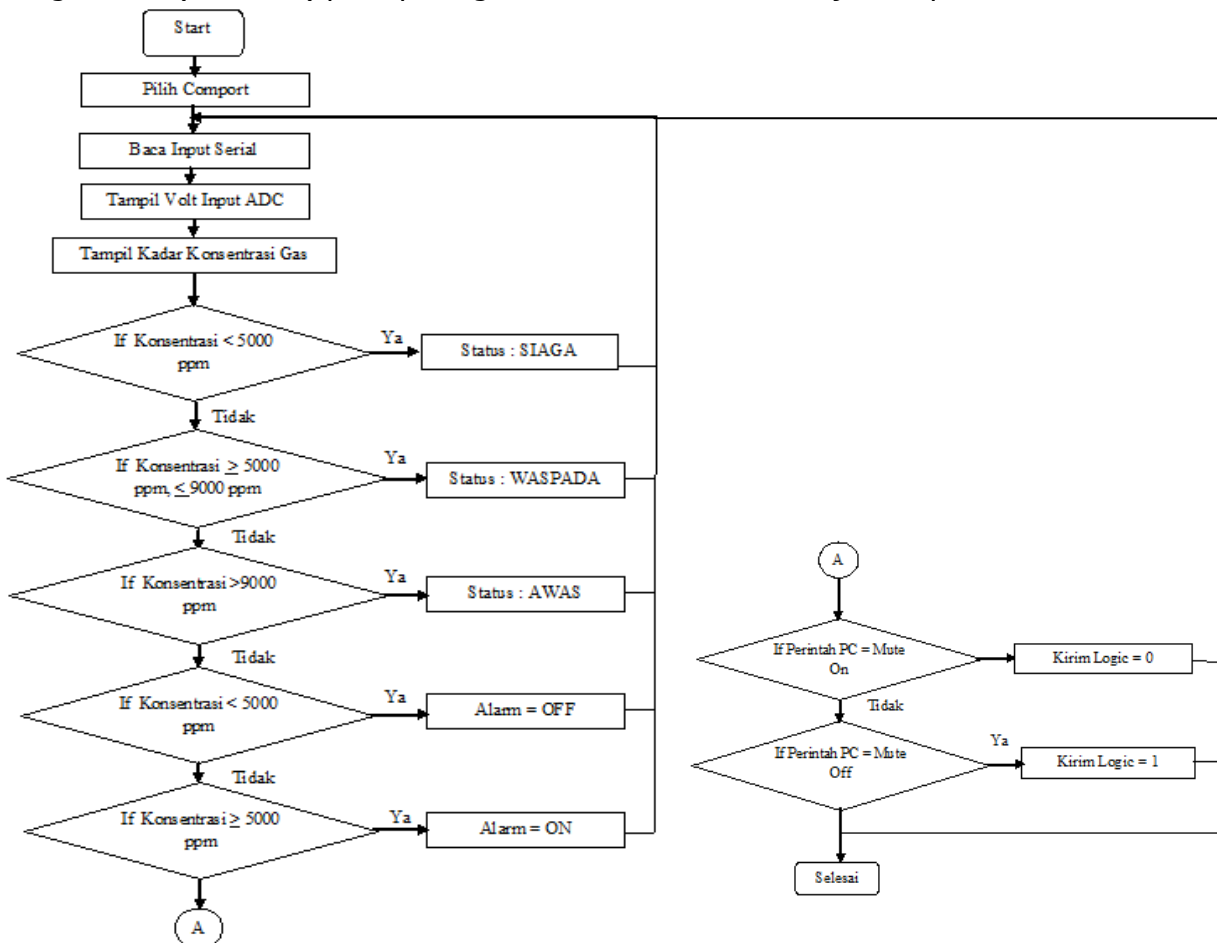 Start
Pilih Comport
Baca Input Serial
Tampil Volt Input ADC
Tampil Kadar Konsentrasi Gas
If Konsentrasi < 5000
ppm
Ya
Status : SIAGA
Tidak
If Konsentrasi ≥ 5000
ppm, ≤ 9000 ppm
Ya
Status : WASPADA
Tidak
If Konsentrasi >9000
ppm
Ya
Status : AWAS
Tidak
If Konsentrasi < 5000
ppm
Ya
Alarm = OFF
Tidak
If Konsentrasi ≥ 5000
ppm
Ya
Alarm = ON
A
A
If Perintah PC = Mute
On
Kirim Logic = 0
Tidak
If Perintah PC = Mute
Off
Ya
Kirim Logic = 1
Selesai